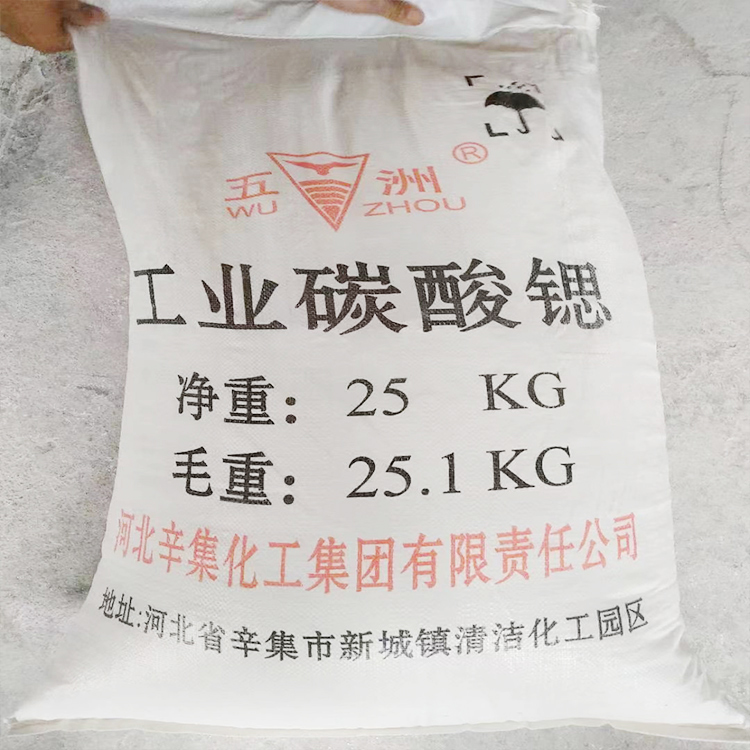 五洲®
WU ZHOU
工业碳酸锶
净重：25 KG
毛重：25.1 KG
河北辛集化工集团有限责任公司
地址:河北省辛集市新城镇清洁化工园区